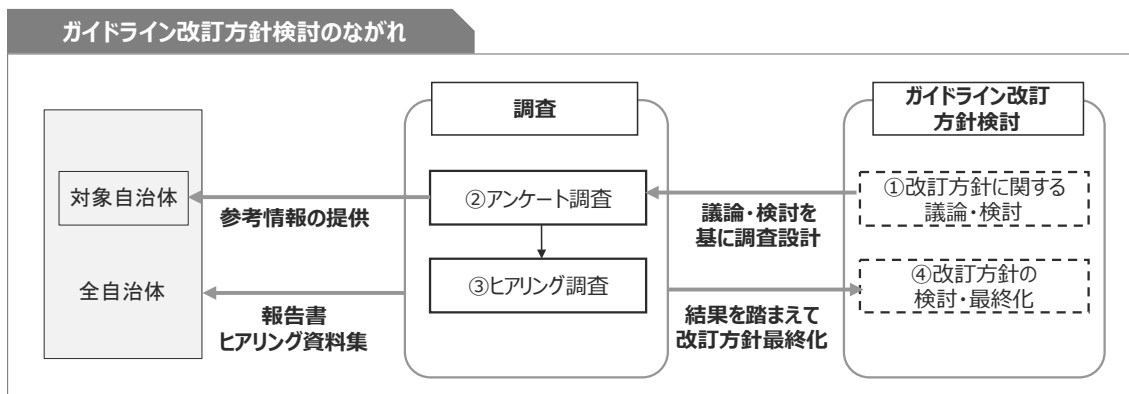 ガイドライン改訂方針検討のながれ
対象自治体
全自治体
参考情報の提供
報告書
ヒアリング資料集
調査
②アンケート調査
③ヒアリング調査
議論・検討を
基に調査設計
結果を踏まえて
改訂方針最終化
ガイドライン改訂
方針検討
①改訂方針に関する
議論・検討
④改訂方針の
検討・最終化